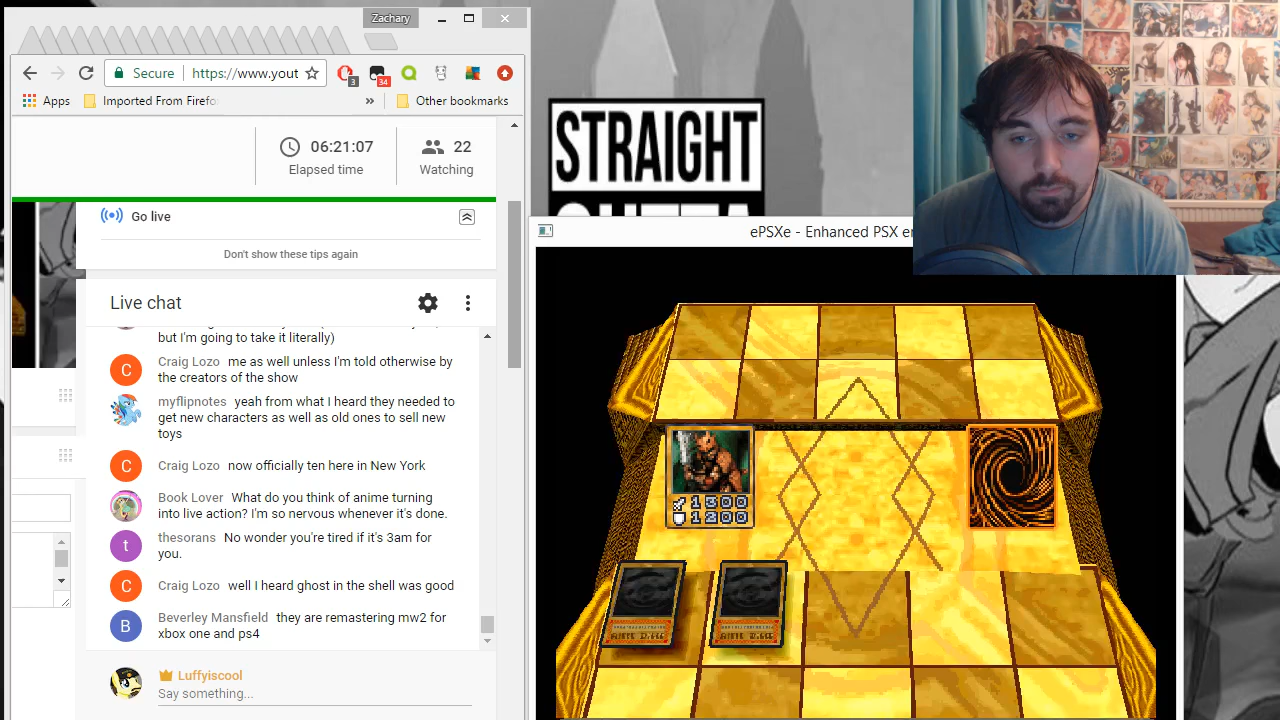 Zachary
Secure https://www.yout
3
34
Apps Imported From Firefo » Other bookmarks
06:21:07
Elapsed time
22
Watching
Go live
Don't show these tips again
Live chat
but I'm going to take it literally)
Craig Lozo me as well unless I'm told otherwise by
the creators of the show
myflipnotes yeah from what I heard they needed to
get new characters as well as old ones to sell new
toys
C
Craig Lozo now officially ten here in New York
Book Lover What do you think of anime turning
into live action? I'm so nervous whenever it's done.
t
thesorans No wonder you're tired if it's 3am for
you.
C
Craig Lozo well I heard ghost in the shell was good
B
Beverley Mansfield they are remastering mw2 for
xbox one and ps4
Luffyiscool
Say something...
STRAIGHT
ePSXe - Enhanced PSX e
1300
1200